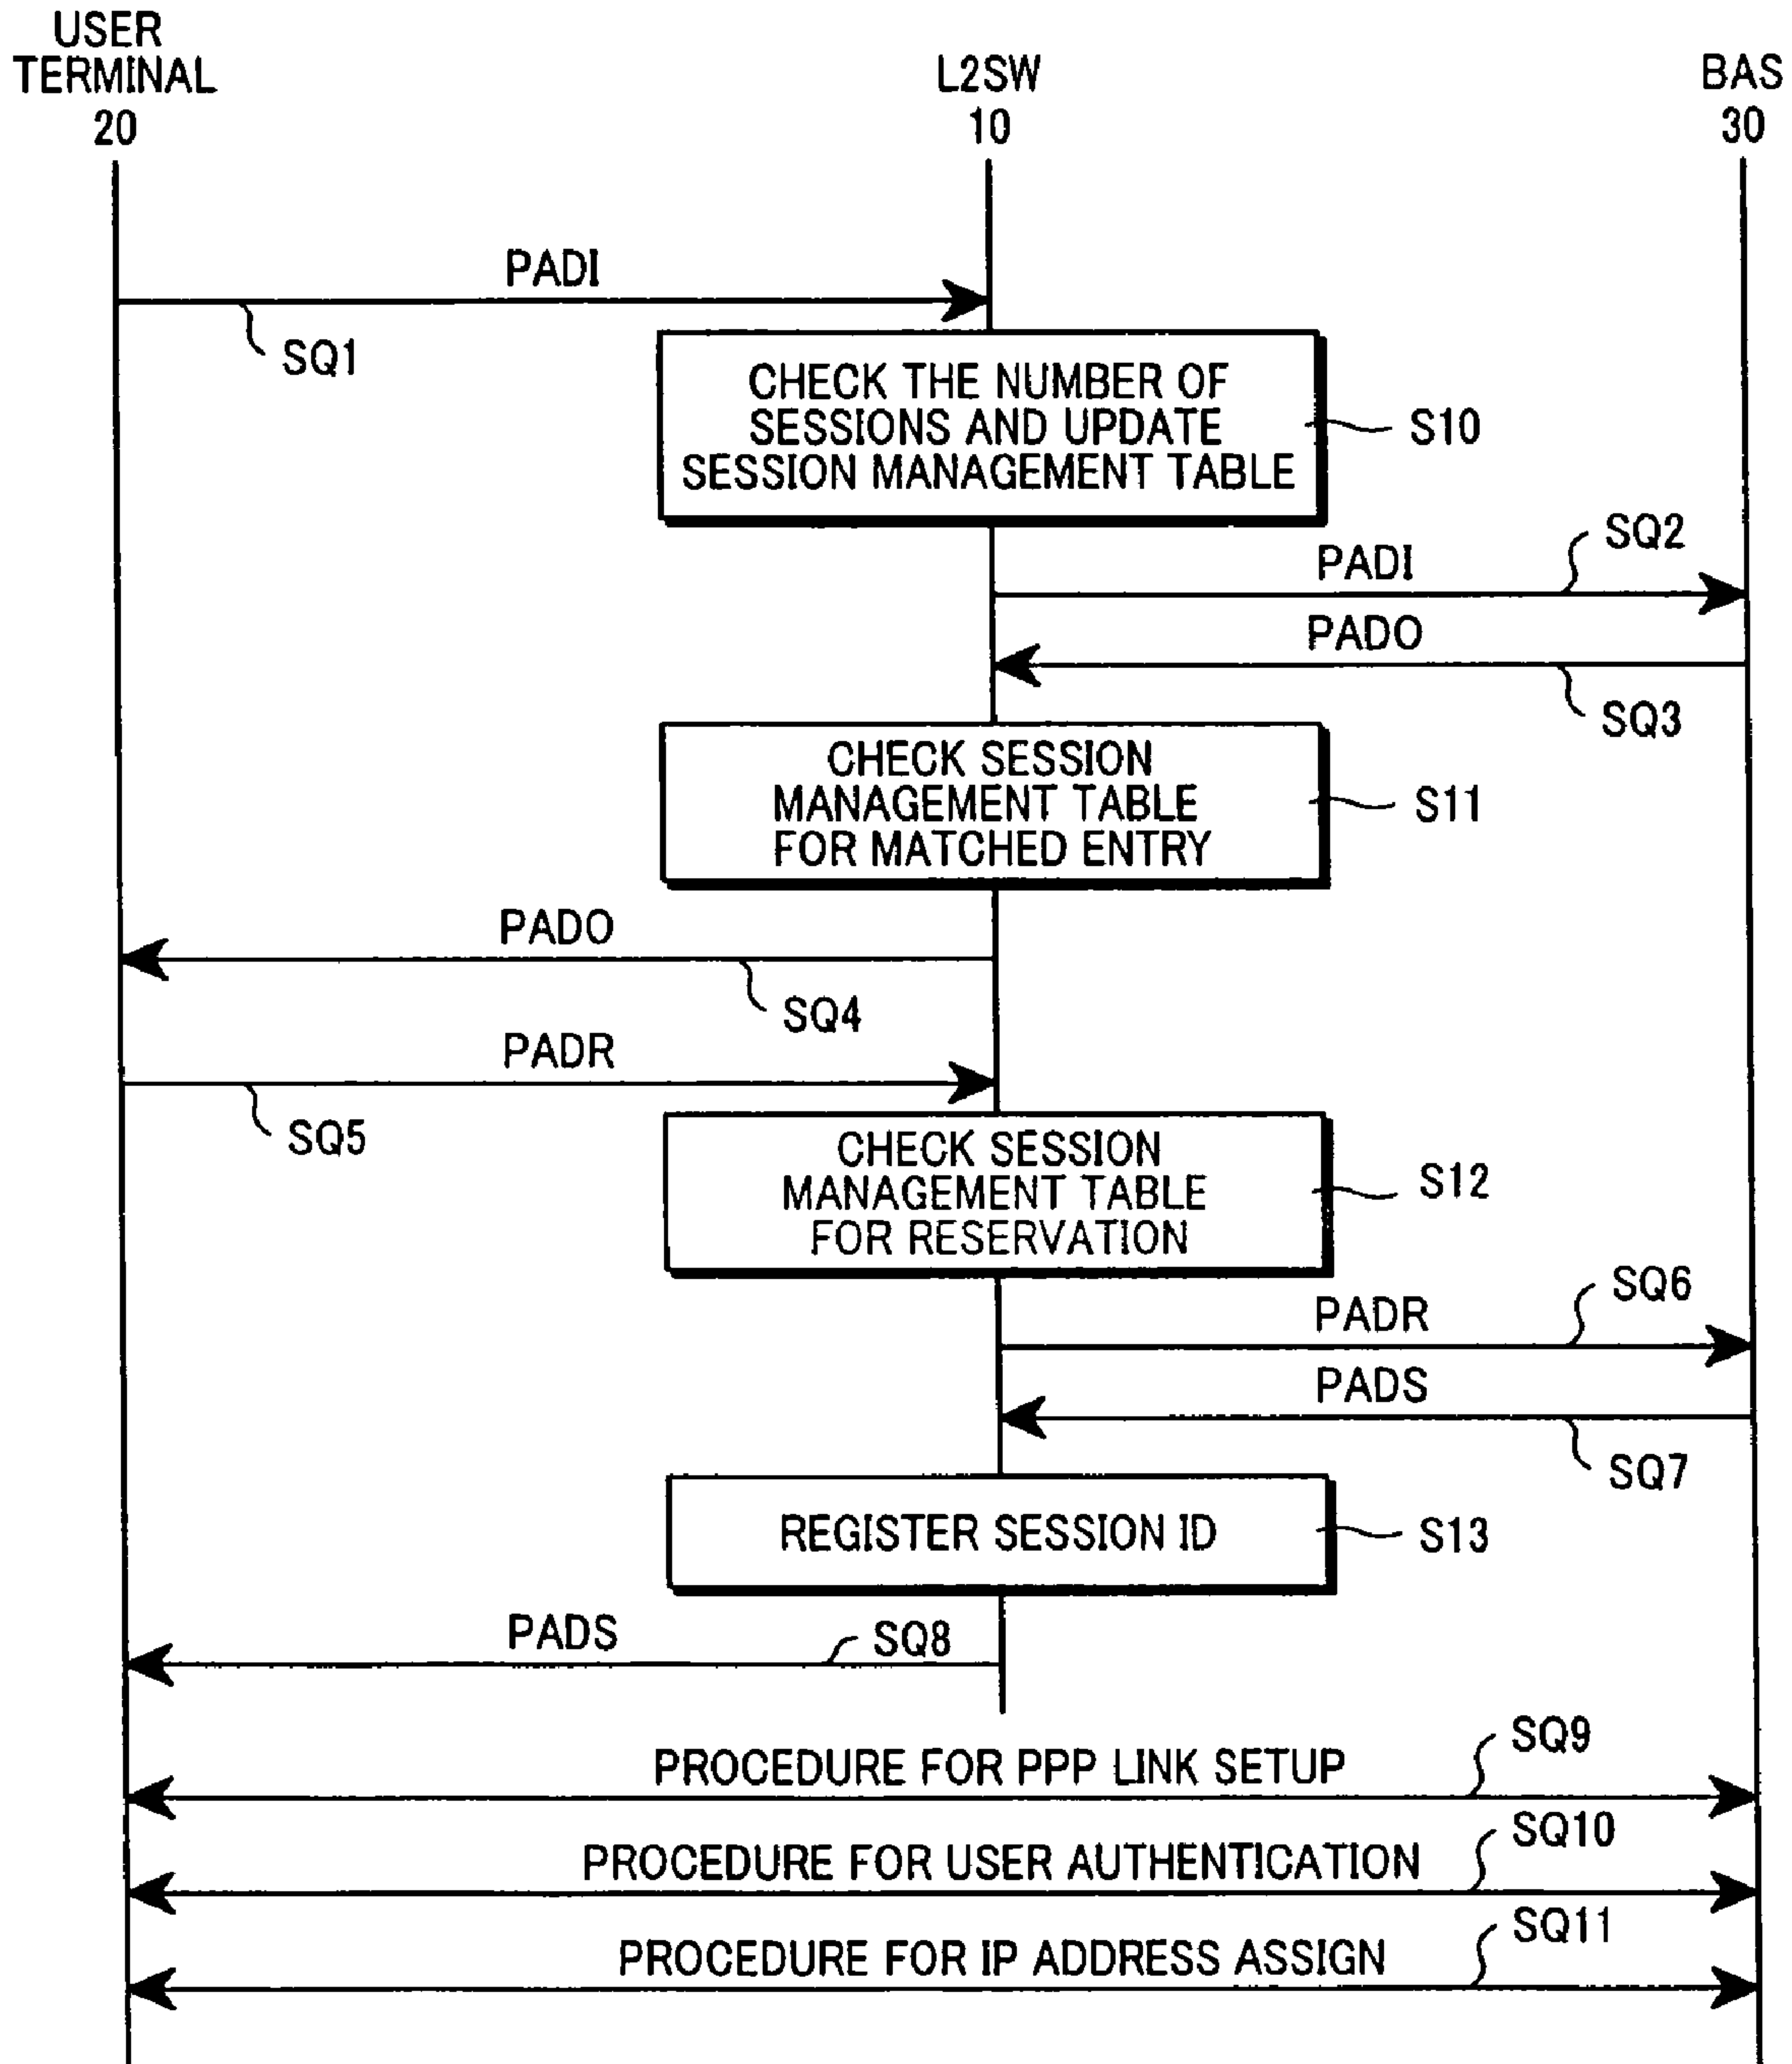 USER
TERMINAL
20
L2SW
10
BAS
30
PADI
SQ1
CHECK THE NUMBER OF
SESSIONS AND UPDATE
SESSION MANAGEMENT TABLE
S10
SQ2
PADI
PADO
SQ3
CHECK SESSION
MANAGEMENT TABLE
FOR MATCHED ENTRY
S11
PADO
SQ4
PADR
SQ5
CHECK SESSION
MANAGEMENT TABLE
FOR RESERVATION
S12
SQ6
PADR
PADS
SQ7
REGISTER SESSION ID
S13
PADS
SQ8
SQ9
PROCEDURE FOR PPP LINK SETUP
SQ10
PROCEDURE FOR USER AUTHENTICATION
SQ11
PROCEDURE FOR IP ADDRESS ASSIGN